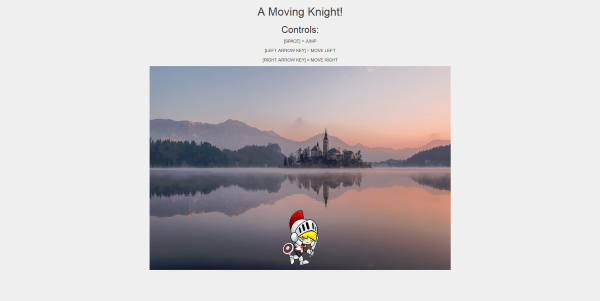 A Moving Knight!
Controls:
[SPACE] = JUMP
[LEFT ARROW KEY] = MOVE LEFT
[RIGHT ARROW KEY] = MOVE RIGHT